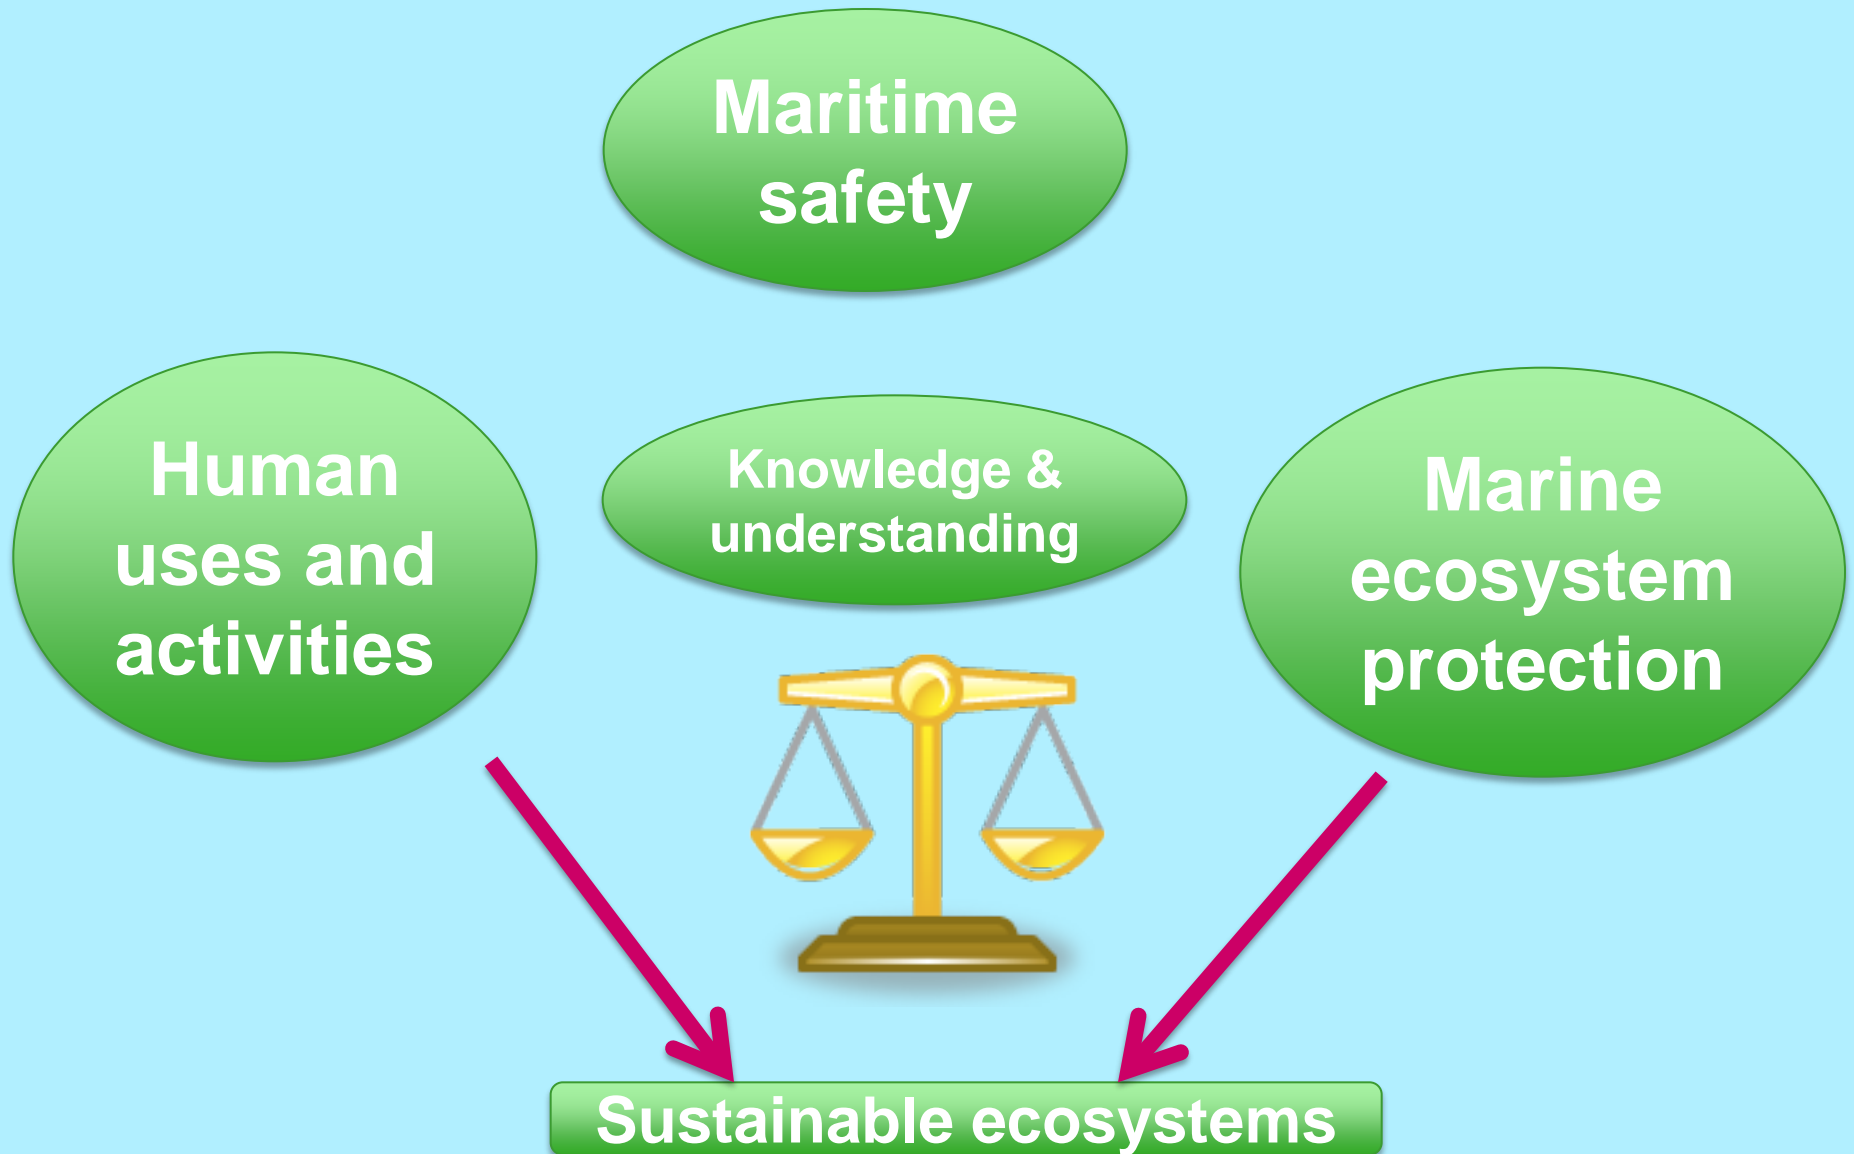 Maritime
safety
Human
uses and
activities
Knowledge &
understanding
Marine
ecosystem
protection
Sustainable ecosystems